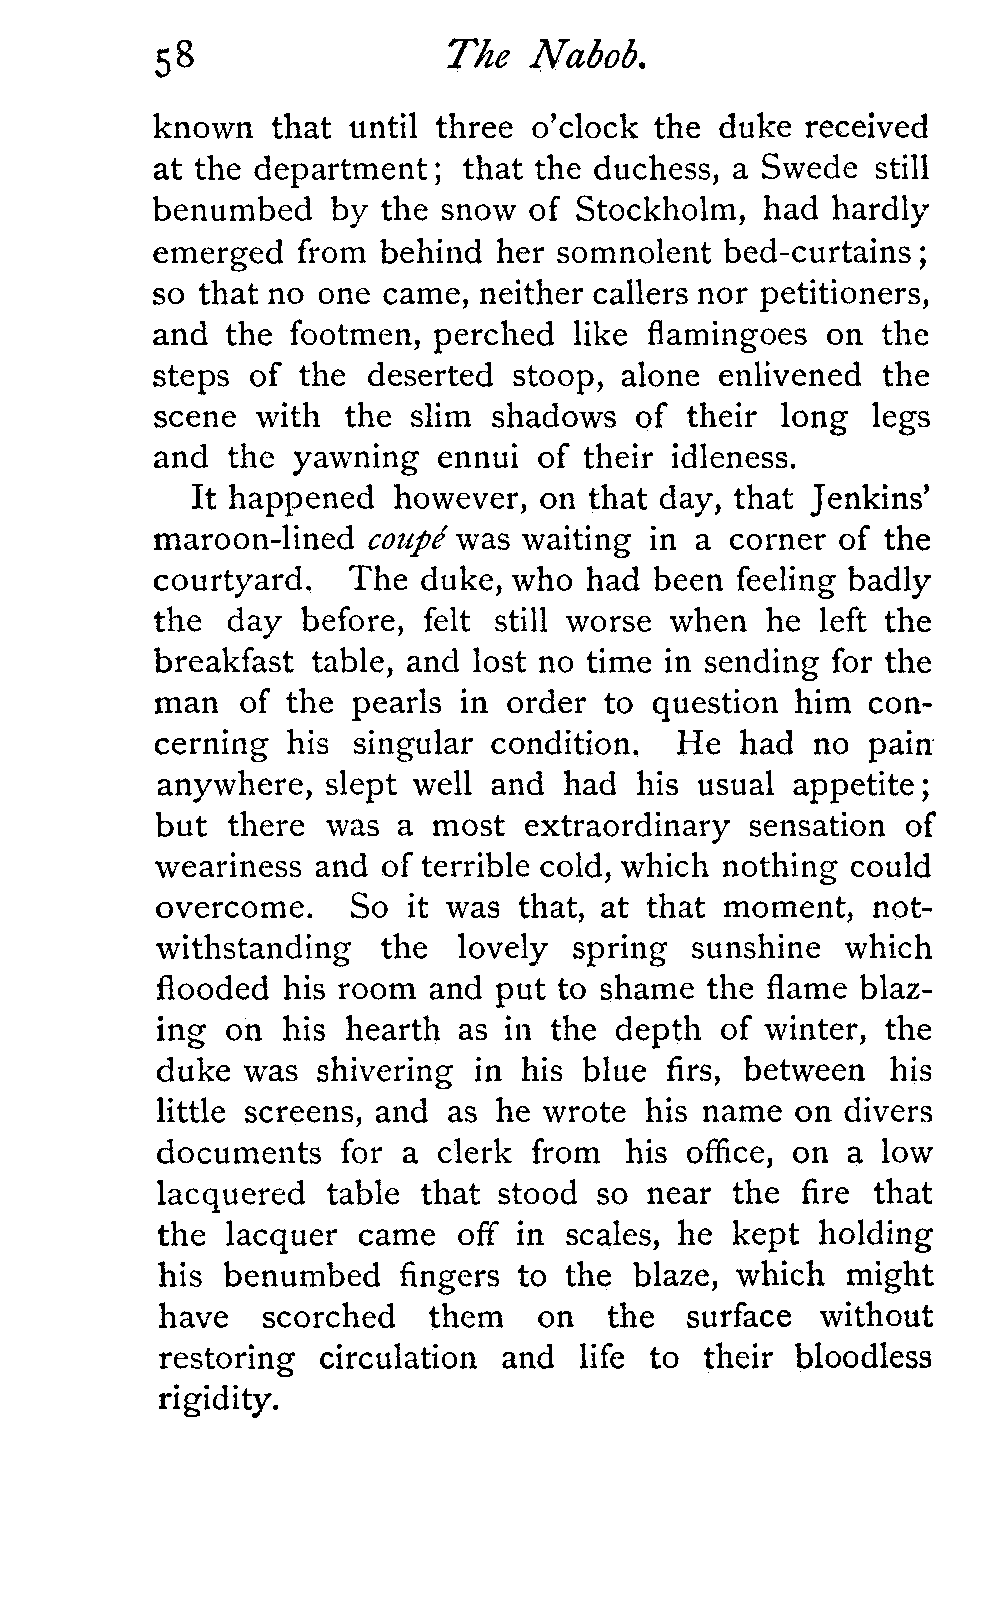 58 The Nabob.
known that until three o'clock the duke received
at the department; that the duchess, a Swede still
benumbed by the snow of Stockholm, had hardly
emerged from behind her somnolent bed-curtains;
so that no one came, neither callers nor petitioners,
and the footmen, perched like flamingoes on the
steps of the deserted stoop, alone enlivened the
scene with the slim shadows of their long legs
and the yawning ennui of their idleness.
It happened however, on that day, that Jenkins'
maroon-lined coupé was waiting in a corner of the
courtyard. The duke, who had been feeling badly
the day before, felt still worse when he left the
breakfast table, and lost no time in sending for the
man of the pearls in order to question him con-
cerning his singular condition. He had no pain
anywhere, slept well and had his usual appetite;
but there was a most extraordinary sensation of
weariness and of terrible cold, which nothing could
overcome. So it was that, at that moment, not-
withstanding the lovely spring sunshine which
flooded his room and put to shame the flame blaz-
ing on his hearth as in the depth of winter, the
duke was shivering in his blue firs, between his
little screens, and as he wrote his name on divers
documents for a clerk from his office, on a low
lacquered table that stood so near the fire that
the lacquer came off in scales, he kept holding
his benumbed fingers to the blaze, which might
have scorched them on the surface without
restoring circulation and life to their bloodless
rigidity.